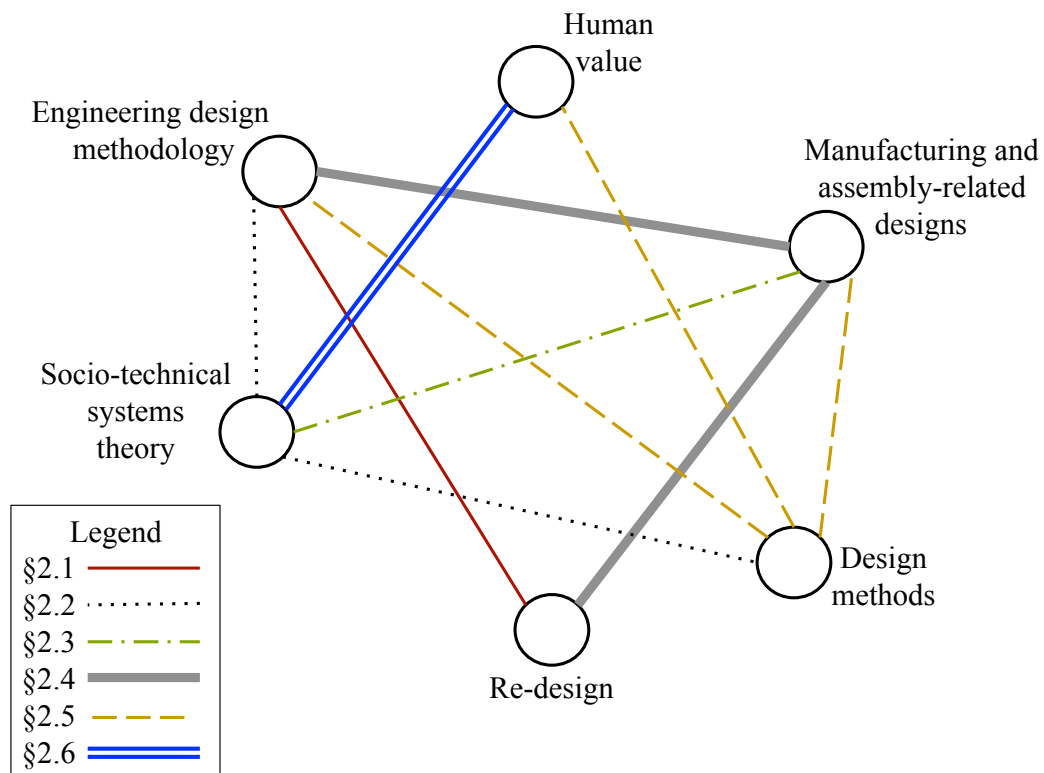 Human
value
Engineering design
methodology
Manufacturing and
assembly-related
designs
Socio-technical
systems
theory
Design
methods
Re-design
Legend
§2.1
§2.2
§2.3
§2.4
§2.5
§2.6